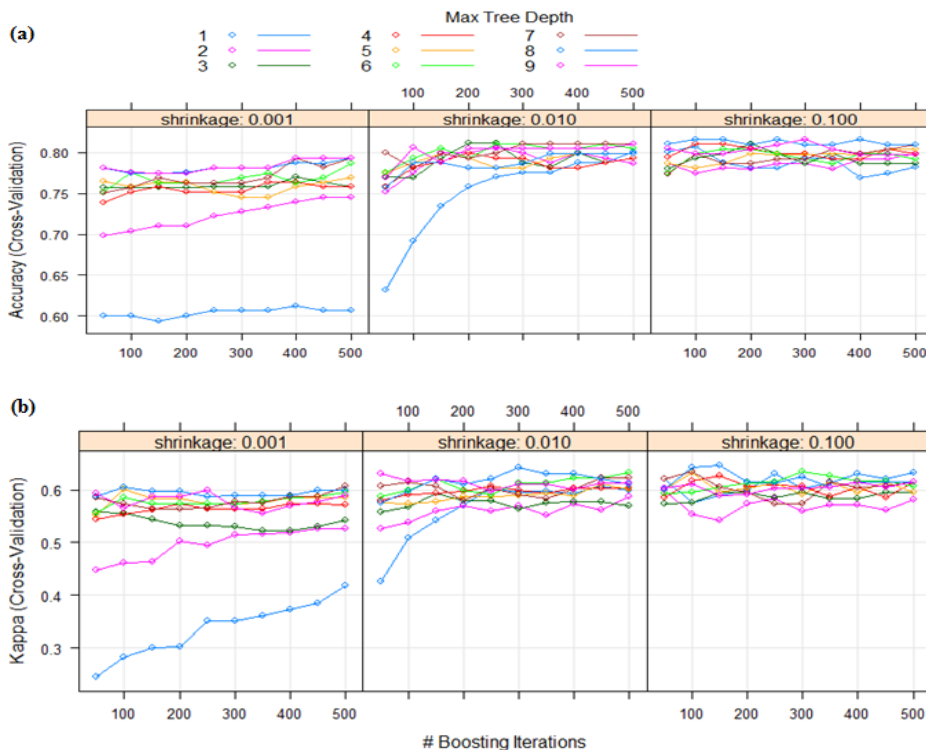 Max Tree Depth
(a)
1 4 7
2 5 8
3 6 9
100 200 300 400 500
shrinkage: 0.001 shrinkage: 0.010 shrinkage: 0.100
0.80
0.75
0.70
0.65
0.60
Accuracy (Cross-Validation)
100 200 300 400 500 100 200 300 400 500
(b)
100 200 300 400 500
shrinkage: 0.001 shrinkage: 0.010 shrinkage: 0.100
0.6
0.5
0.4
0.3
Kappa (Cross-Validation)
100 200 300 400 500 100 200 300 400 500
# Boosting Iterations